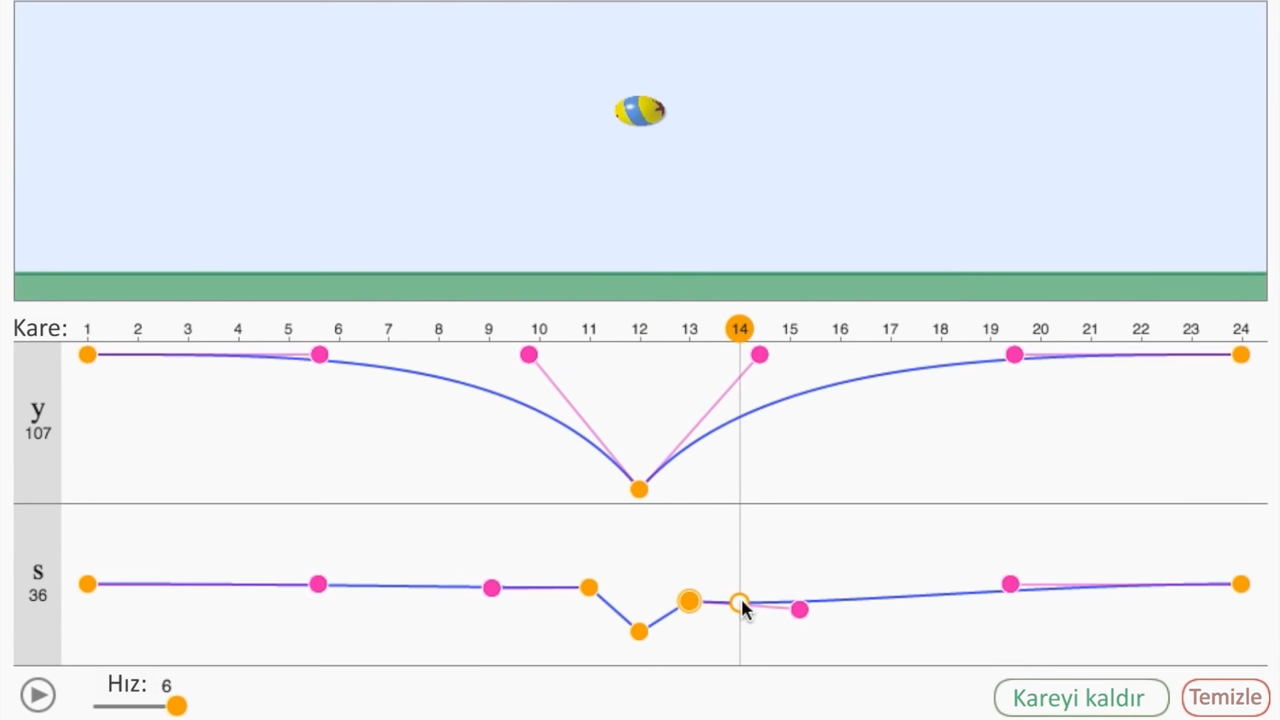 Kare: 1 2 3 4 5 6 7 8 9 10 11 12 13 14 15 16 17 18 19 20 21 22 23 24
y
107
s
36
Hız: 6
Kareyi kaldır
Temizle